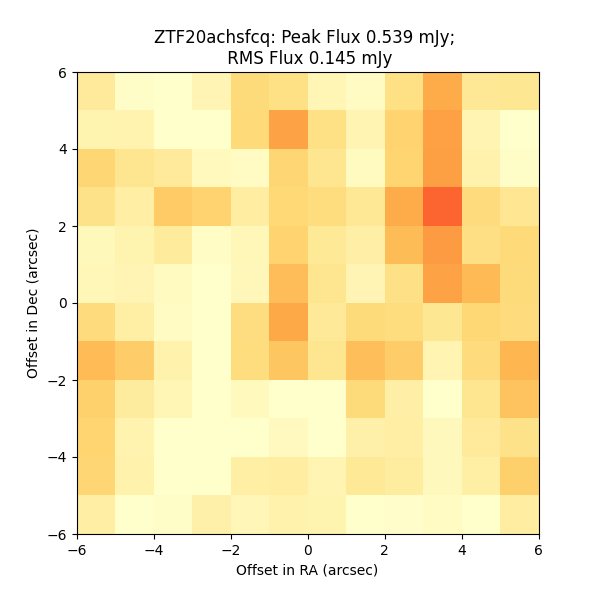 ZTF20achsfcq: Peak Flux 0.539 mJy;
RMS Flux 0.145 mJy
6
4
2
0
−2
−4
−6
Offset in Dec (arcsec)
−6 −4 −2 0 2 4 6
Offset in RA (arcsec)